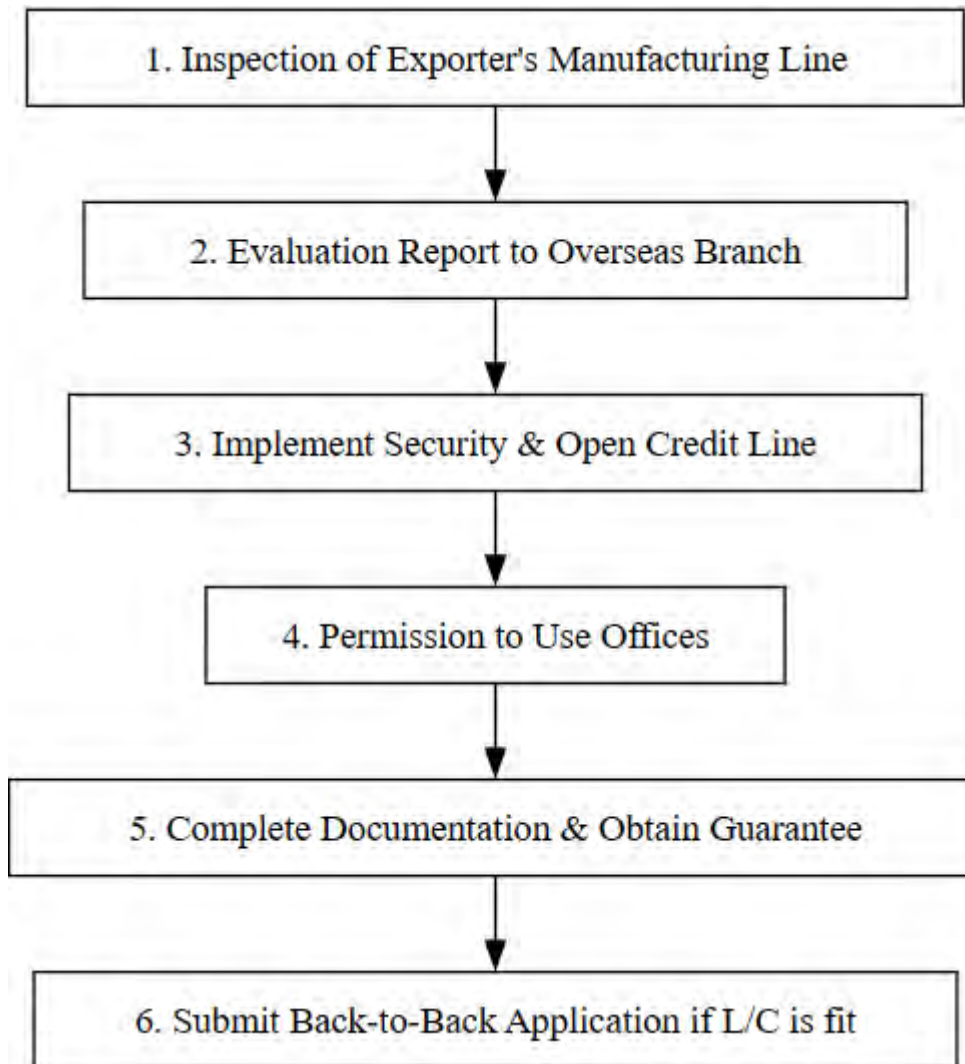 1. Inspection of Exporter's Manufacturing Line
2. Evaluation Report to Overseas Branch
3. Implement Security & Open Credit Line
4. Permission to Use Offices
5. Complete Documentation & Obtain Guarantee
6. Submit Back-to-Back Application if L/C is fit